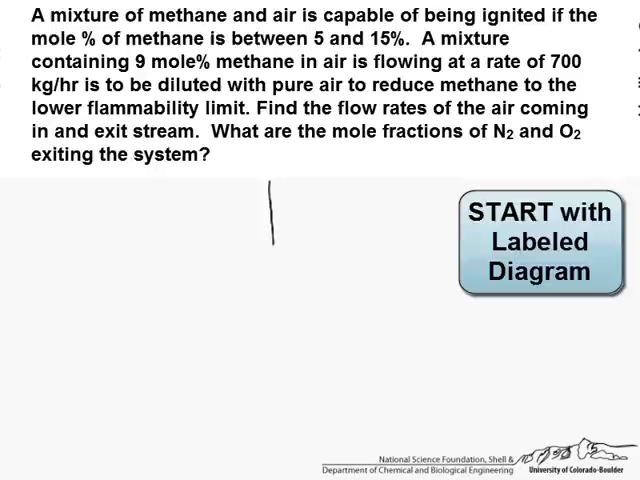 A mixture of methane and air is capable of being ignited if the
mole % of methane is between 5 and 15%.  A mixture
containing 9 mole% methane in air is flowing at a rate of 700
kg/hr is to be diluted with pure air to reduce methane to the
lower flammability limit. Find the flow rates of the air coming
in and exit stream.  What are the mole fractions of N₂ and O₂
exiting the system?
START with
Labeled
Diagram
National Science Foundation, Shell &
Department of Chemical and Biological Engineering
University of Colorado-Boulder